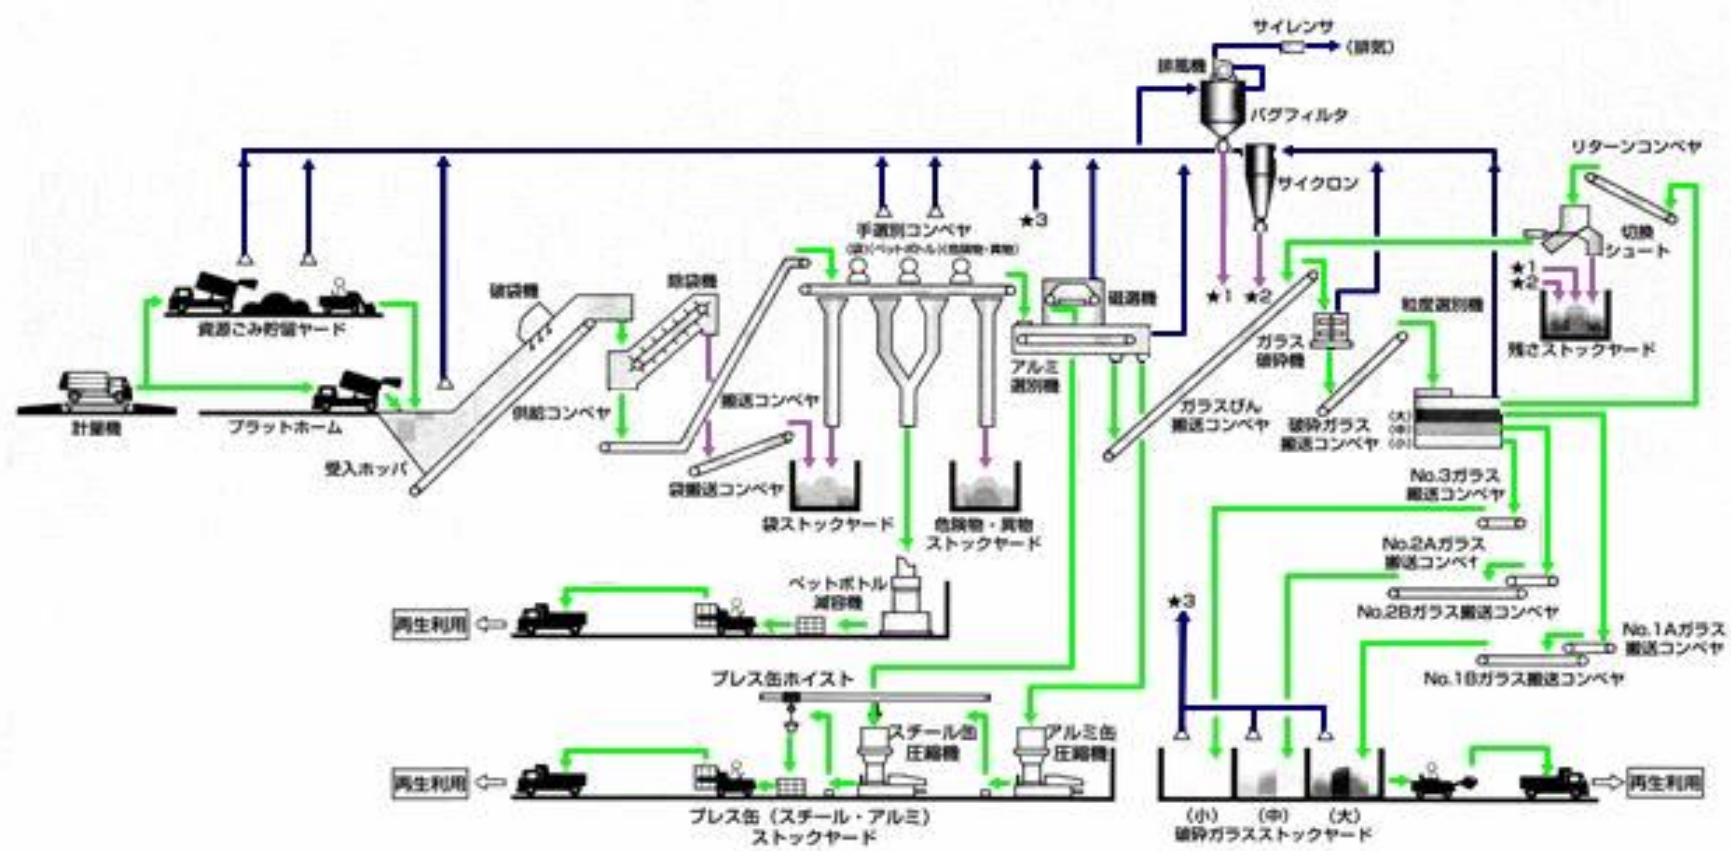 サイレンサ
(排気)
排風機
バグフィルタ
サイクロン
リターンコンベヤ
切換
シュート
★1
★2
残さストックヤード
★3
手選別コンベヤ
(袋)(ペットボトル)(危険物・異物)
★1
★2
資源ごみ貯留ヤード
計量機
プラットホーム
受入ホッパ
破袋機
供給コンベヤ
除袋機
搬送コンベヤ
袋搬送コンベヤ
袋ストックヤード
危険物・異物
ストックヤード
磁選機
アルミ
選別機
ガラスびん
搬送コンベヤ
ガラス
破砕機
破砕ガラス
搬送コンベヤ
粒度選別機
(大)
(中)
(小)
No.3ガラス
搬送コンベヤ
No.2Aガラス
搬送コンベヤ
No.2Bガラス搬送コンベヤ
No.1Aガラス
搬送コンベヤ
No.1Bガラス搬送コンベヤ
ペットボトル
減容機
再生利用
プレス缶ホイスト
スチール缶
圧縮機
アルミ缶
圧縮機
再生利用
プレス缶(スチール・アルミ)
ストックヤード
★3
(小)
(中)
(大)
破砕ガラスストックヤード
再生利用